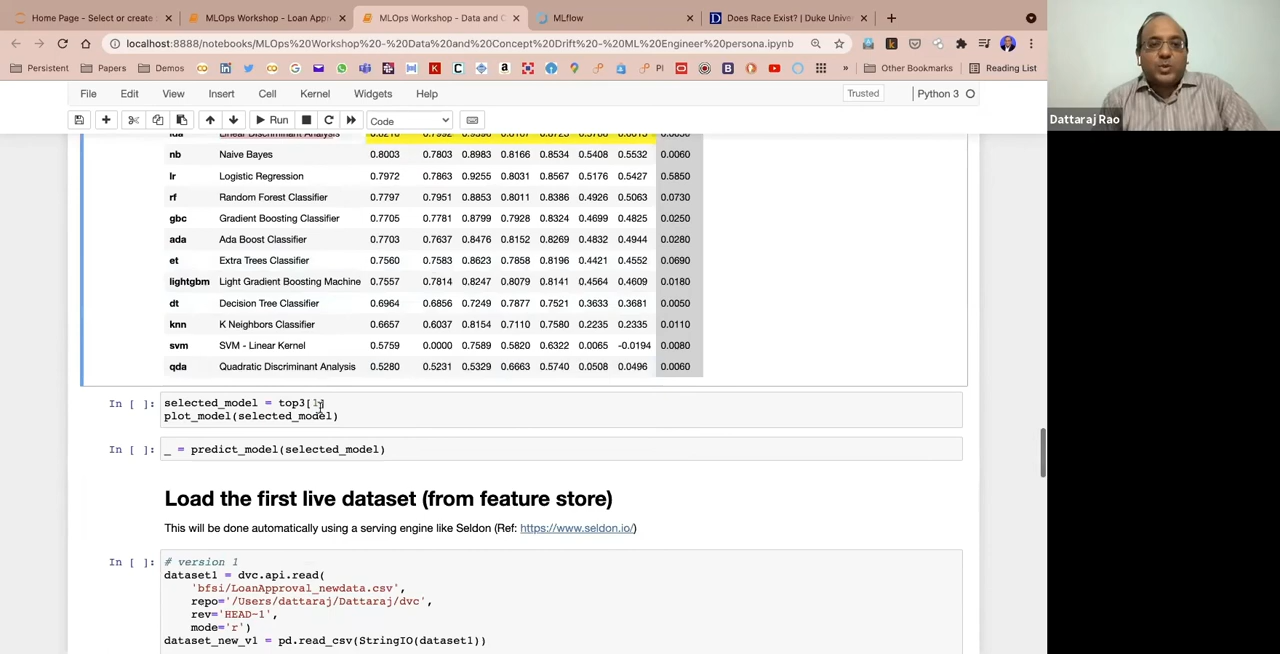 Home Page - Select or create
MLOps Workshop - Loan Appr
MLOps Workshop - Data and C
MLflow
Does Race Exist? | Duke Univer
localhost:8888/notebooks/MLOps%20Workshop%20-%20Data%20and%20Concept%20Drift%20-%20ML%20Engineer%20persona.ipynb
Persistent
Papers
Demos
PI
Other Bookmarks
Reading List
File Edit View Insert Cell Kernel Widgets Help
Trusted
Python 3
Run
Code
lda Linear Discriminant Analysis
nb Naive Bayes 0.8003 0.7803 0.8983 0.8166 0.8534 0.5408 0.5532 0.0060
lr Logistic Regression 0.7972 0.7863 0.9255 0.8031 0.8567 0.5176 0.5427 0.5850
rf Random Forest Classifier 0.7797 0.7951 0.8853 0.8011 0.8386 0.4926 0.5063 0.0730
gbc Gradient Boosting Classifier 0.7705 0.7781 0.8799 0.7928 0.8324 0.4699 0.4825 0.0250
ada Ada Boost Classifier 0.7703 0.7637 0.8476 0.8152 0.8269 0.4832 0.4944 0.0280
et Extra Trees Classifier 0.7560 0.7583 0.8623 0.7858 0.8196 0.4421 0.4552 0.0690
lightgbm Light Gradient Boosting Machine 0.7557 0.7814 0.8247 0.8079 0.8141 0.4564 0.4609 0.0180
dt Decision Tree Classifier 0.6964 0.6856 0.7249 0.7877 0.7521 0.3633 0.3681 0.0050
knn K Neighbors Classifier 0.6657 0.6037 0.8154 0.7110 0.7580 0.2235 0.2335 0.0110
svm SVM - Linear Kernel 0.5759 0.0000 0.7589 0.5820 0.6322 0.0065 -0.0194 0.0080
qda Quadratic Discriminant Analysis 0.5280 0.5231 0.5329 0.6663 0.5740 0.0508 0.0496 0.0060
In [ ]: selected_model = top3[1]
plot_model(selected_model)
In [ ]: _ = predict_model(selected_model)
Load the first live dataset (from feature store)
This will be done automatically using a serving engine like Seldon (Ref: https://www.seldon.io/)
In [ ]: # version 1
dataset1 = dvc.api.read(
'bfsi/LoanApproval_newdata.csv',
repo='/Users/dattaraj/Dattaraj/dvc',
rev='HEAD~1',
mode='r')
dataset_new_v1 = pd.read_csv(StringIO(dataset1))
Dattaraj Rao